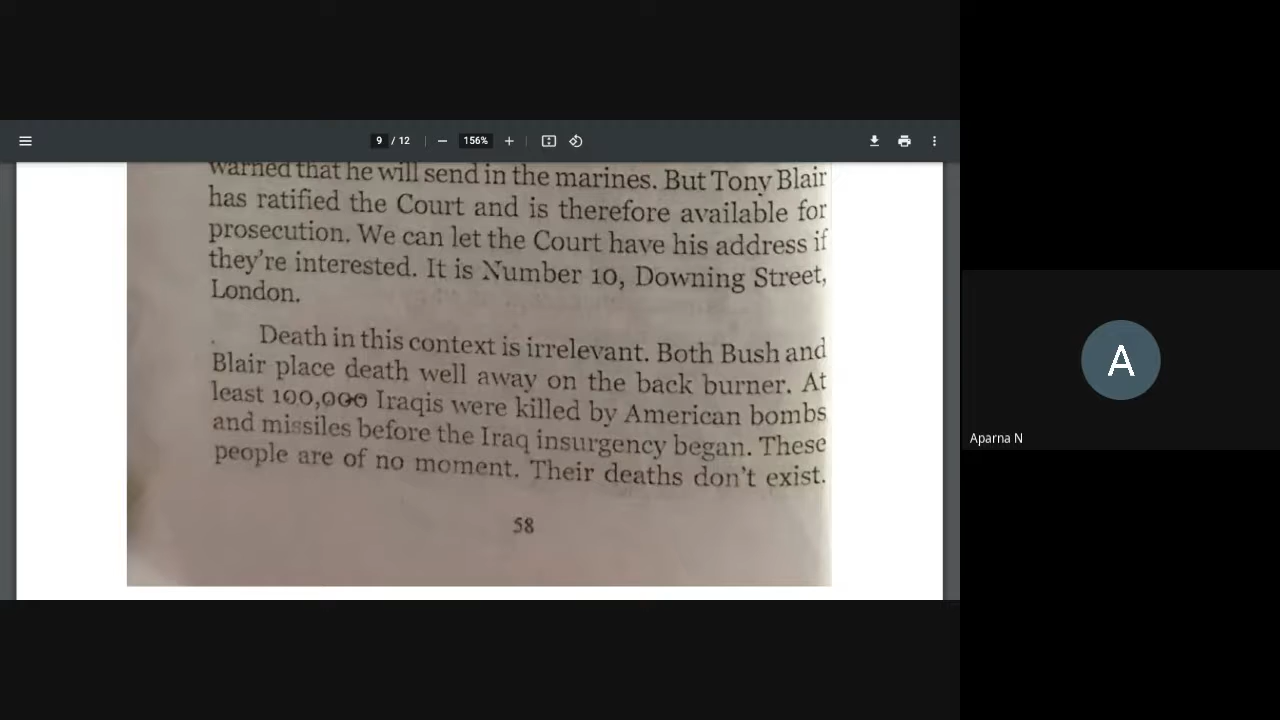 9 / 12
156%
warned that he will send in the marines. But Tony Blair
has ratified the Court and is therefore available for
prosecution. We can let the Court have his address if
they're interested. It is Number 10, Downing Street,
London.
Death in this context is irrelevant. Both Bush and
Blair place death well away on the back burner. At
least 100,000 Iraqis were killed by American bombs
and missiles before the Iraq insurgency began. These
people are of no moment. Their deaths don't exist.
58
A
Aparna N